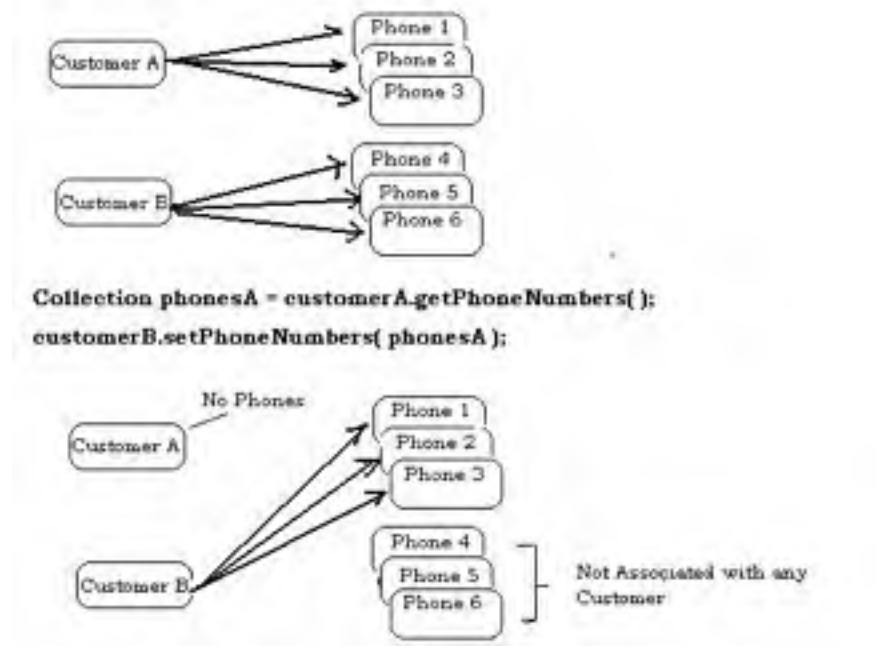 Phone 1
Customer A
Phone 2
Phone 3
Phone 4
Customer B
Phone 5
Phone 6
Collection phonesA = customerA.getPhoneNumbers( );
customerB.setPhoneNumbers( phonesA );
No Phones
Phone 1
Customer A
Phone 2
Phone 3
Phone 4
Customer B
Phone 5
Phone 6
Not Associated with any
Customer